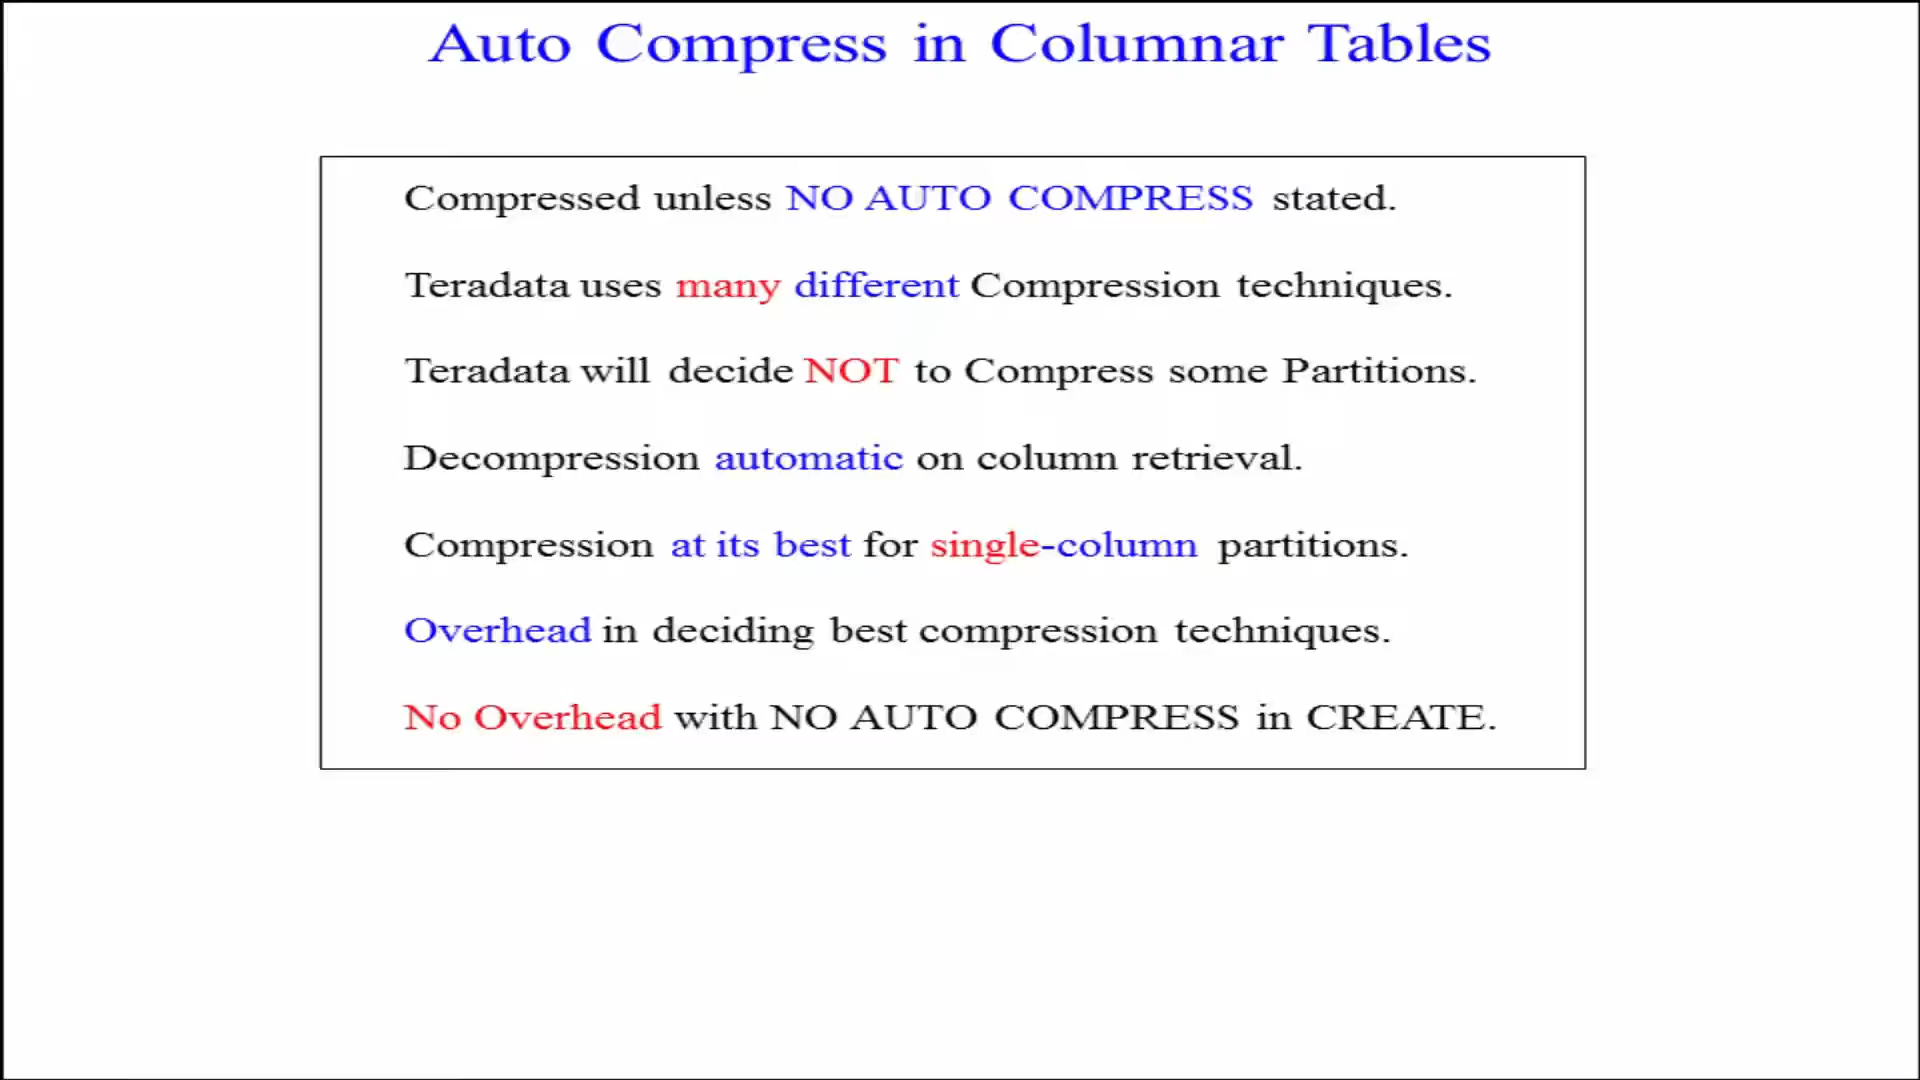 Auto Compress in Columnar Tables
Compressed unless NO AUTO COMPRESS stated.
Teradata uses many different Compression techniques.
Teradata will decide NOT to Compress some Partitions.
Decompression automatic on column retrieval.
Compression at its best for single-column partitions.
Overhead in deciding best compression techniques.
No Overhead with NO AUTO COMPRESS in CREATE.